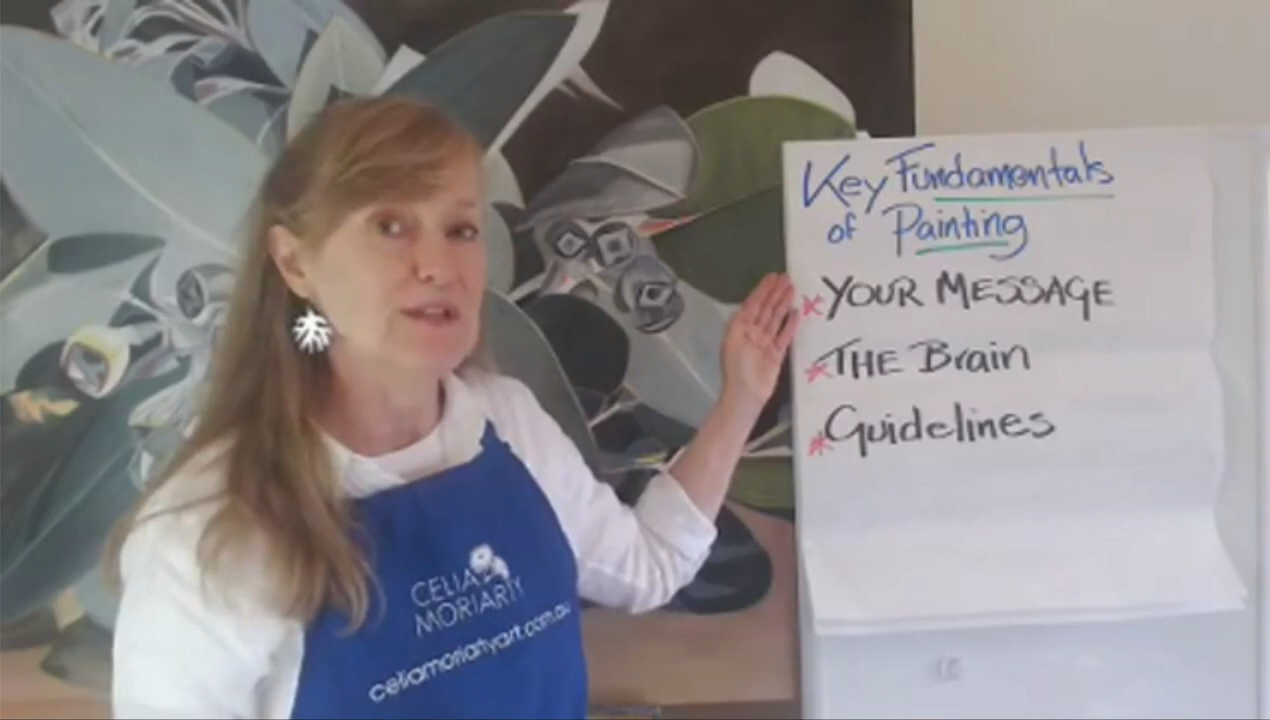 Key Fundamentals
of Painting
* YOUR MESSAGE
* THE Brain
* Guidelines
CELIA
MORIARTY
celiamoriartyart.com.au